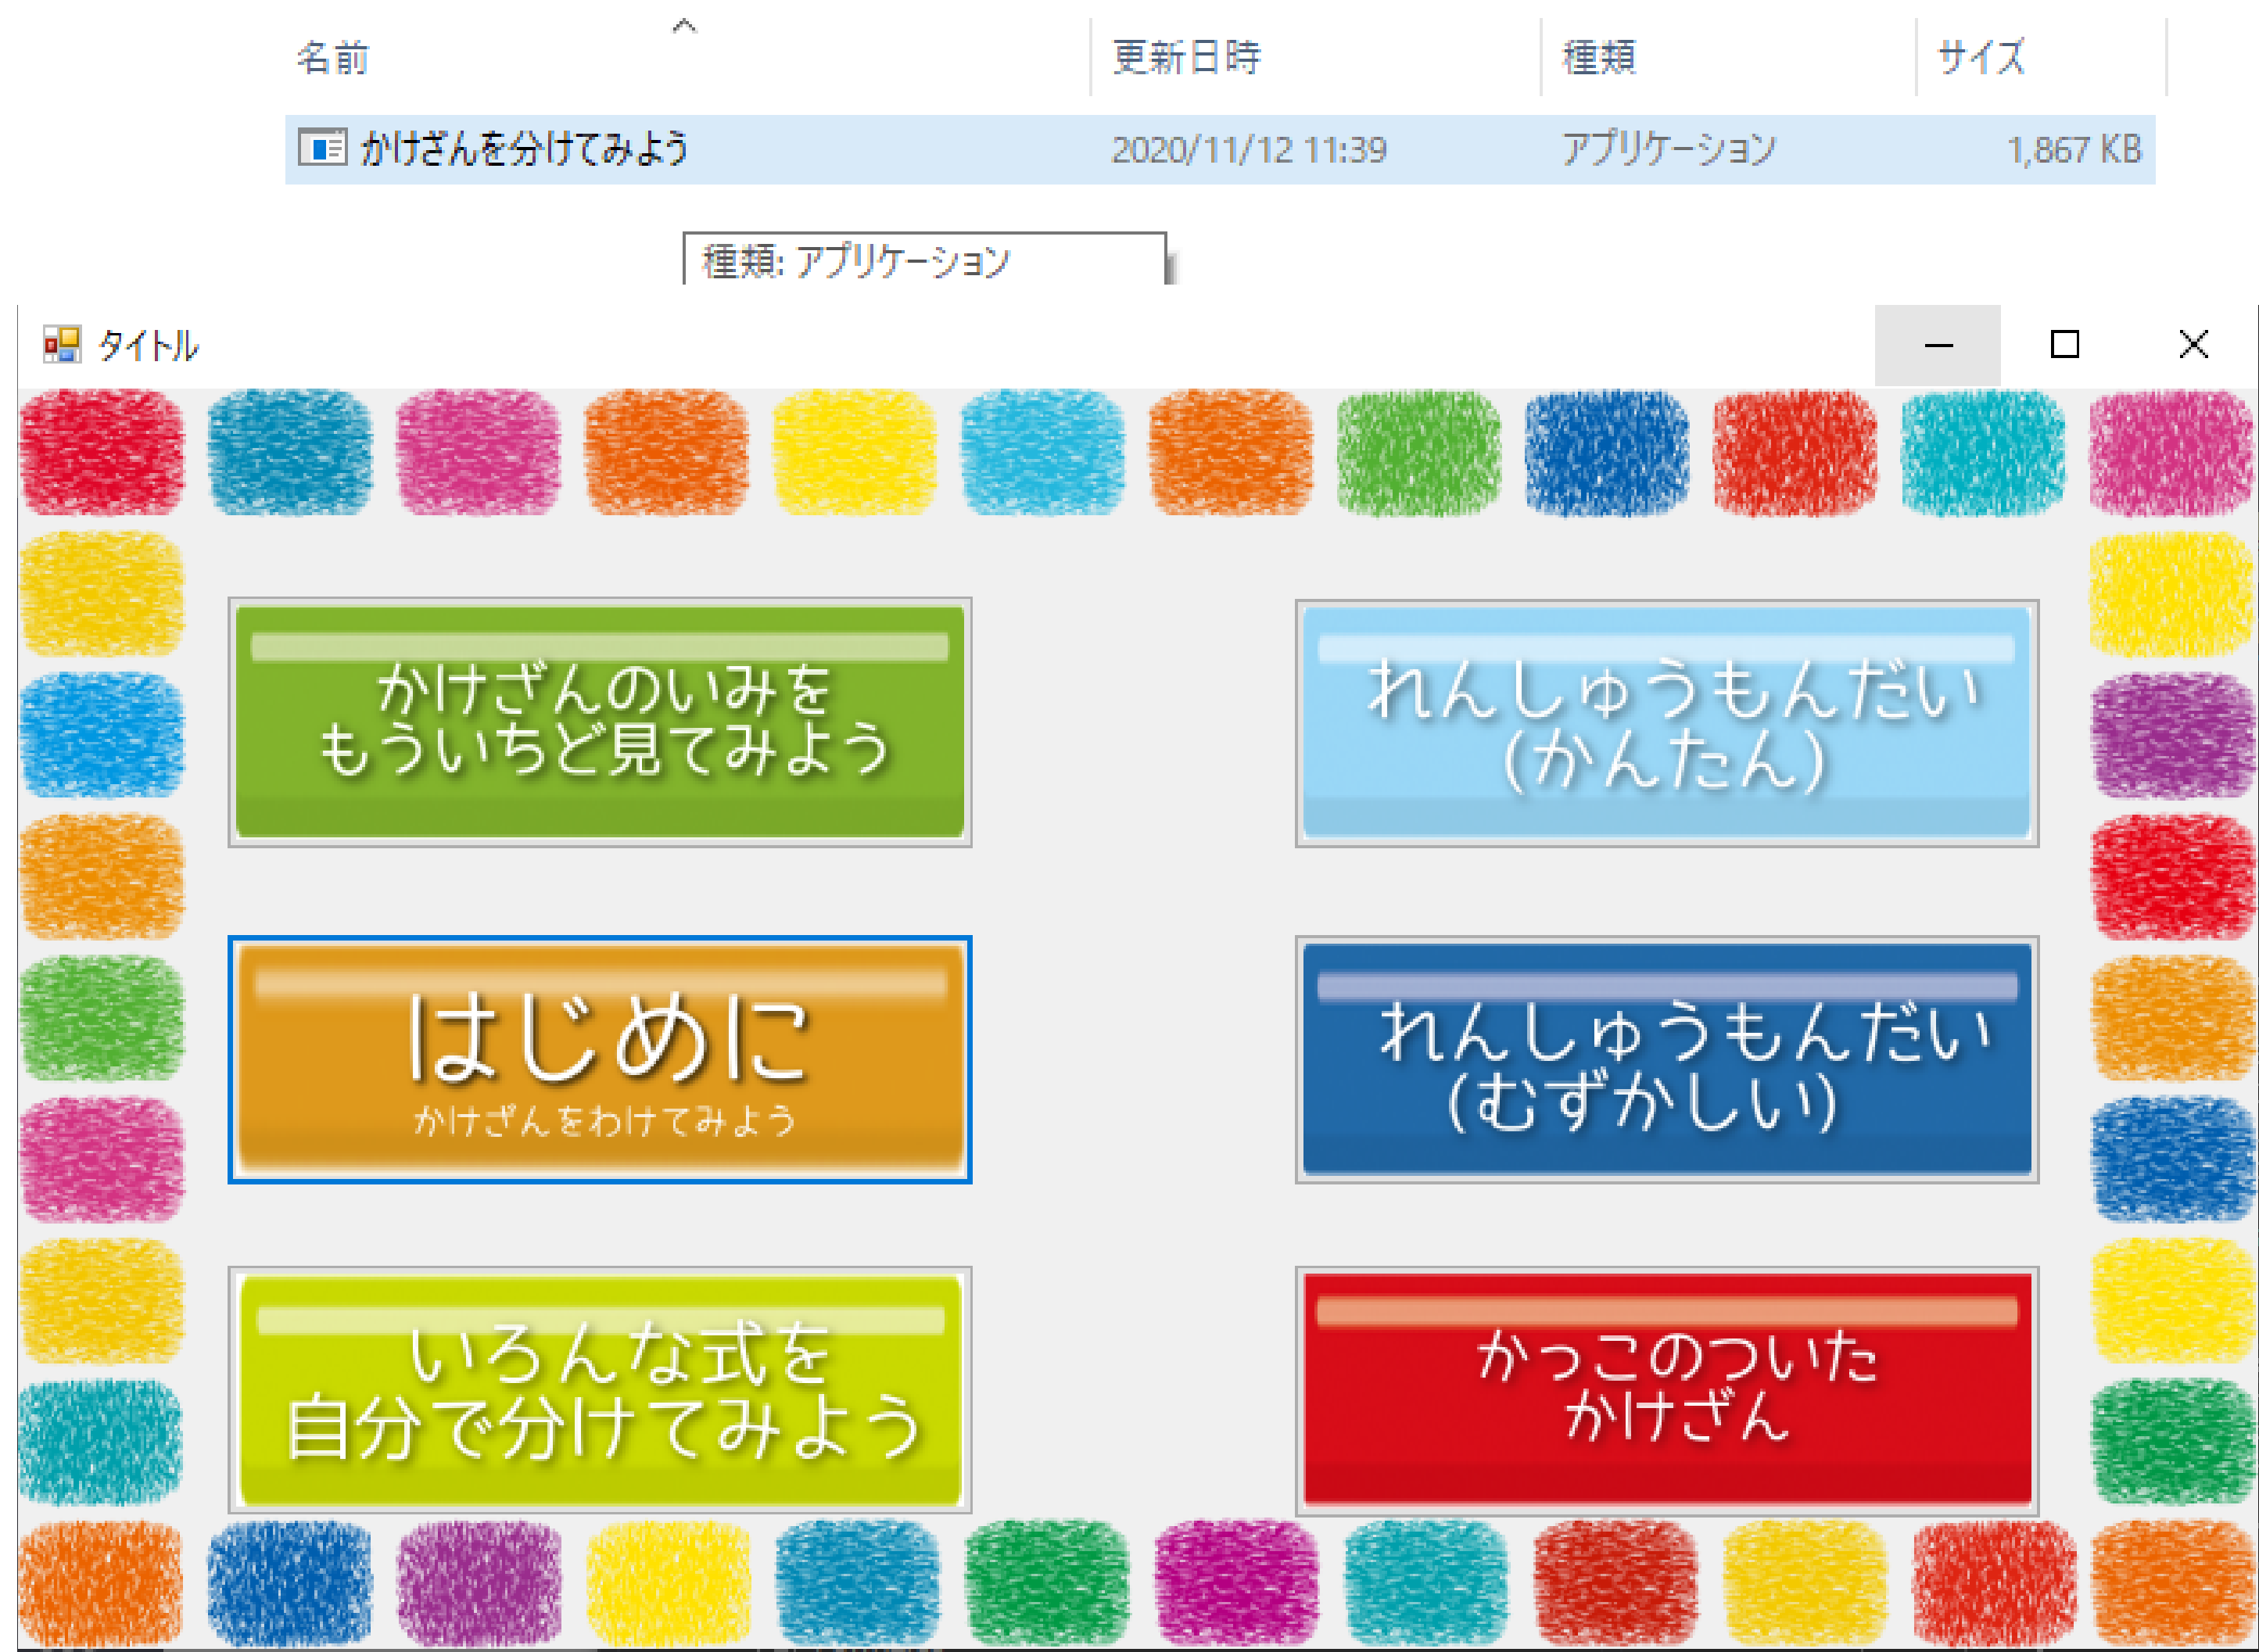 名前 更新日時 種類 サイズ
かけざんを分けてみよう 2020/11/12 11:39 アプリケーション 1,867 KB
種類: アプリケーション
タイトル
かけざんのいみを
もういちど見てみよう
れんしゅうもんだい
(かんたん)
はじめに
かけざんをわけてみよう
れんしゅうもんだい
(むずかしい)
いろんな式を
自分で分けてみよう
かっこのついた
かけざん